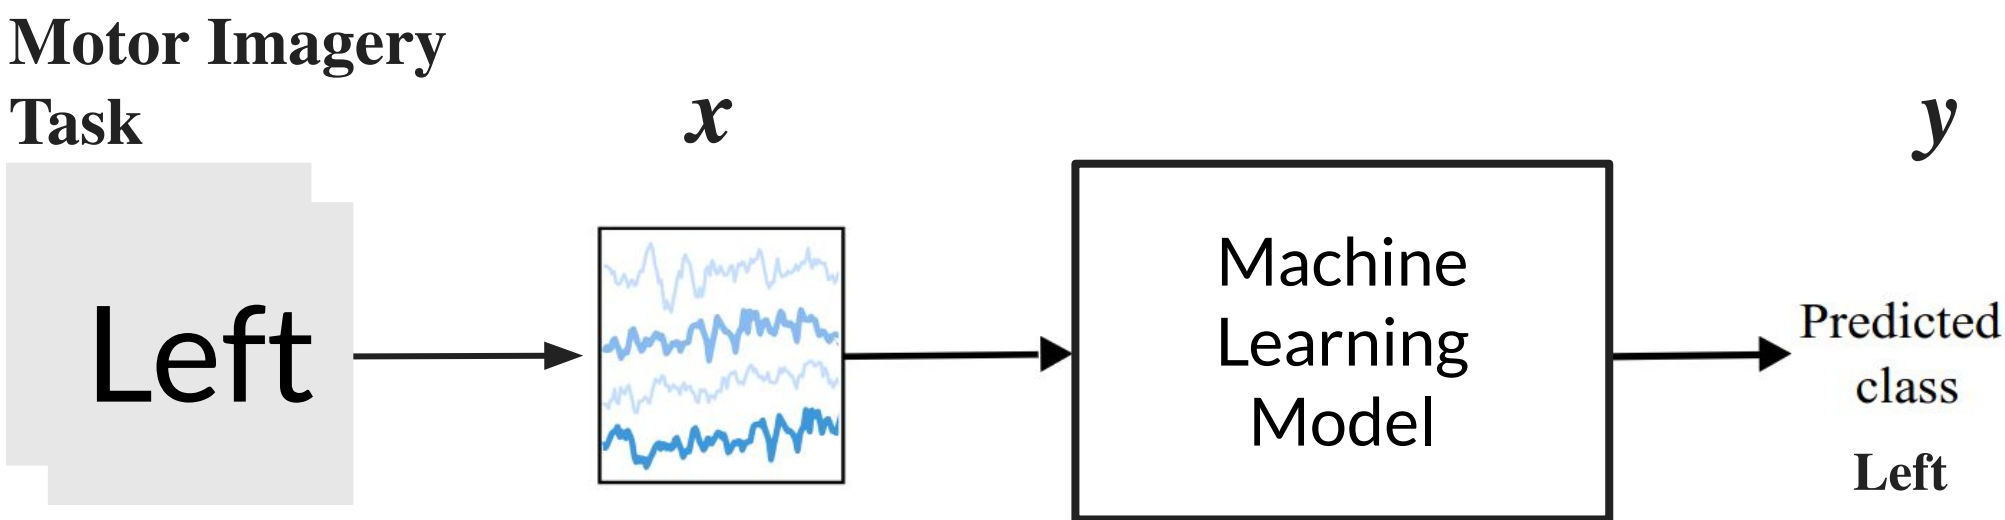 Motor Imagery
Task
x
y
Left
Machine
Learning
Model
Predicted
class
Left